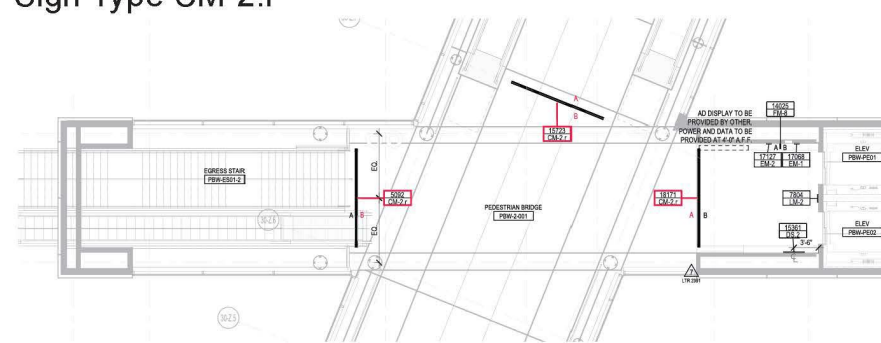 Sign Type CM-2.r
AD DISPLAY TO BE
PROVIDED BY OTHER.
POWER AND DATA TO BE
PROVIDED AT 4'-0" A.F.F.
14025
FM-8
A
B
15723
CM-2 r
A B
17127
EM-2
17068
EM-1
ELEV
PBW-PE01
EGRESS STAIR
PBW-ES01-2
EQ
5092
CM-2 r
A B
PEDESTRIAN BRIDGE
PBW-2-001
18171
CM-2 r
A B
7804
LM-2
EQ
15361
DS 2
3'-6"
ELEV
PBW-PE02
LTR 2981